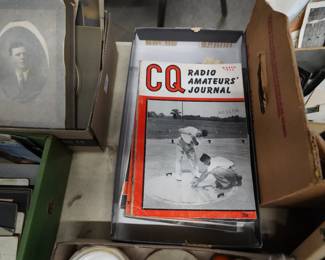 CQ
RADIO
AMATEURS'
JOURNAL